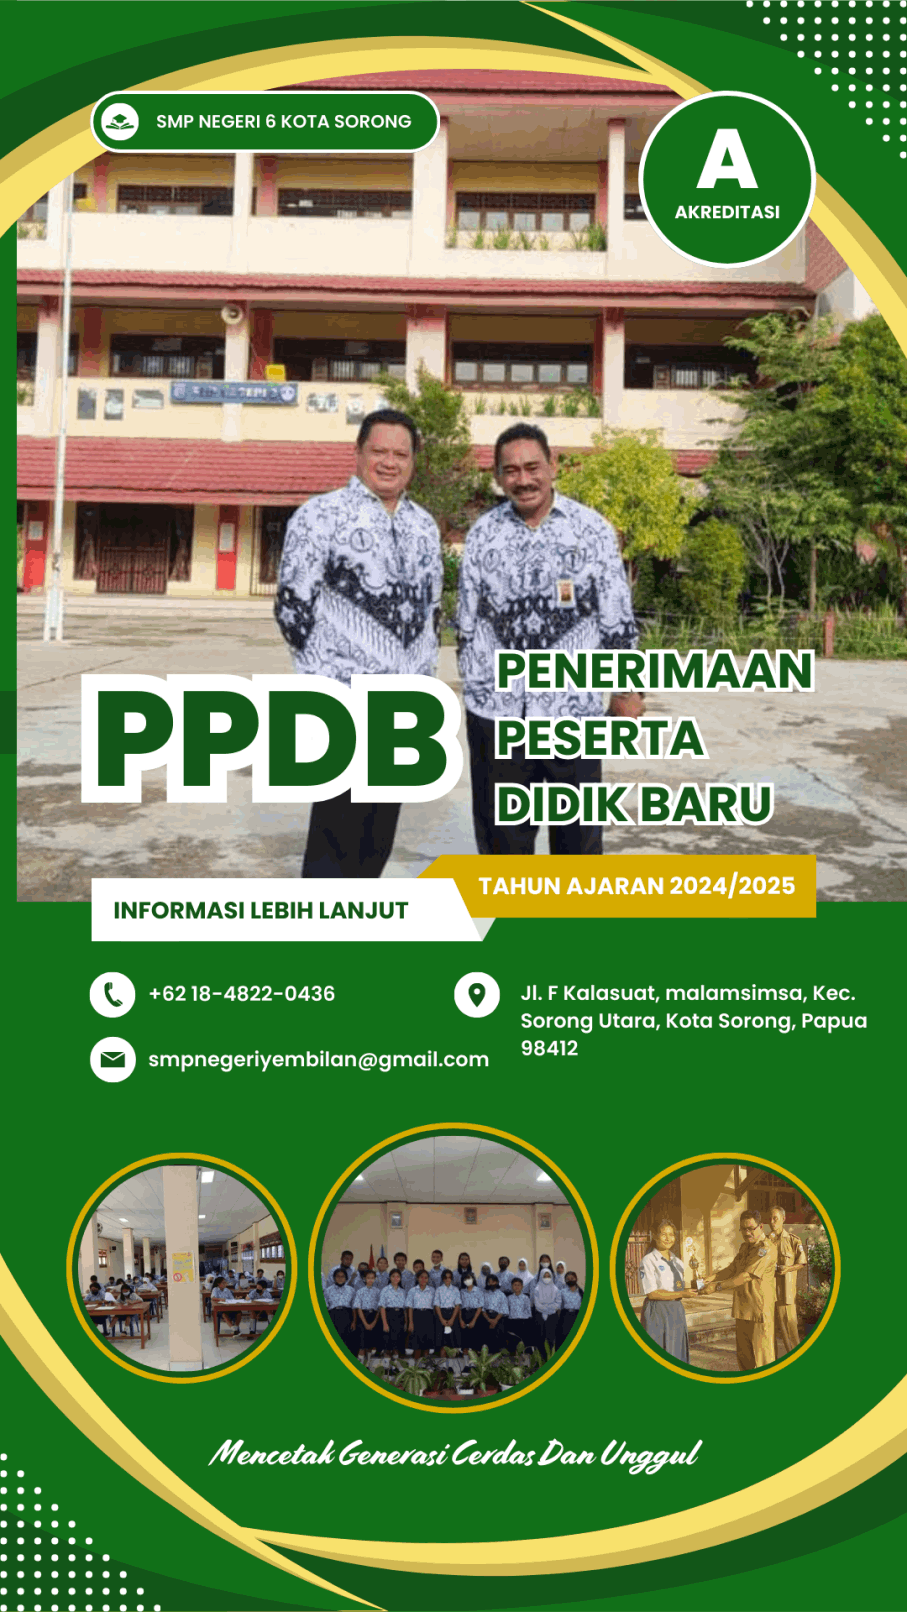 SMP NEGERI 6 KOTA SORONG
A
AKREDITASI
PPDB
PENERIMAAN
PESERTA
DIDIK BARU
TAHUN AJARAN 2024/2025
INFORMASI LEBIH LANJUT
+62 18-4822-0436
smpnegeriyembilan@gmail.com
Jl. F Kalasuat, malamsimsa, Kec.
Sorong Utara, Kota Sorong, Papua
98412
Mencetak Generasi Cerdas Dan Unggul